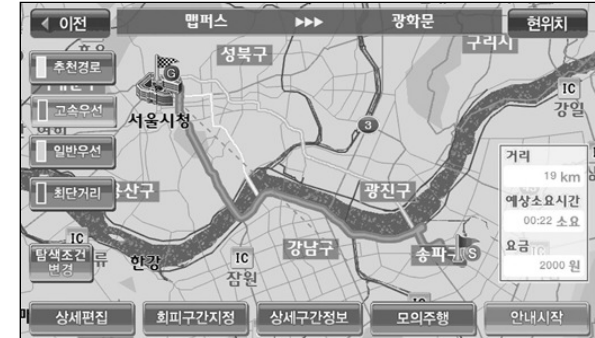 이전
맵퍼스 ▶▶▶ 광화문
현위치
성북구
구리시
추천경로
G
IC
강일
고속우선
서울시청
3
일반우선
거리
19 km
최단거리
용산구
광진구
예상소요시간
00:22 소요
요금
2000 원
IC
탐색조건
변경
한강
IC
잠원
강남구
송파구
S
상세편집
회피구간지정
상세구간정보
모의주행
안내시작